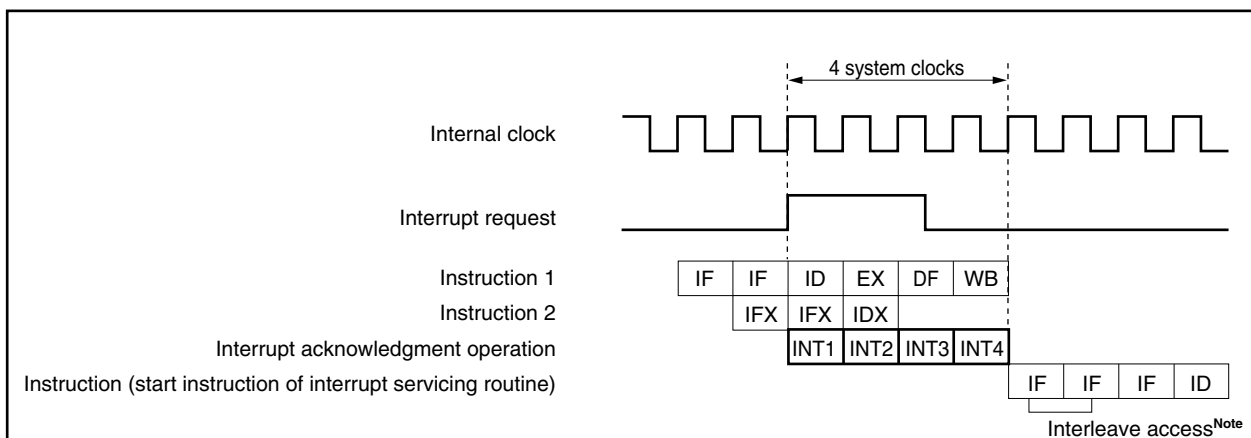 4 system clocks
Internal clock
Interrupt request
Instruction 1 IF IF ID EX DF WB
Instruction 2 IFX IFX IDX
Interrupt acknowledgment operation INT1 INT2 INT3 INT4
Instruction (start instruction of interrupt servicing routine) IF IF IF ID
Interleave accessNote